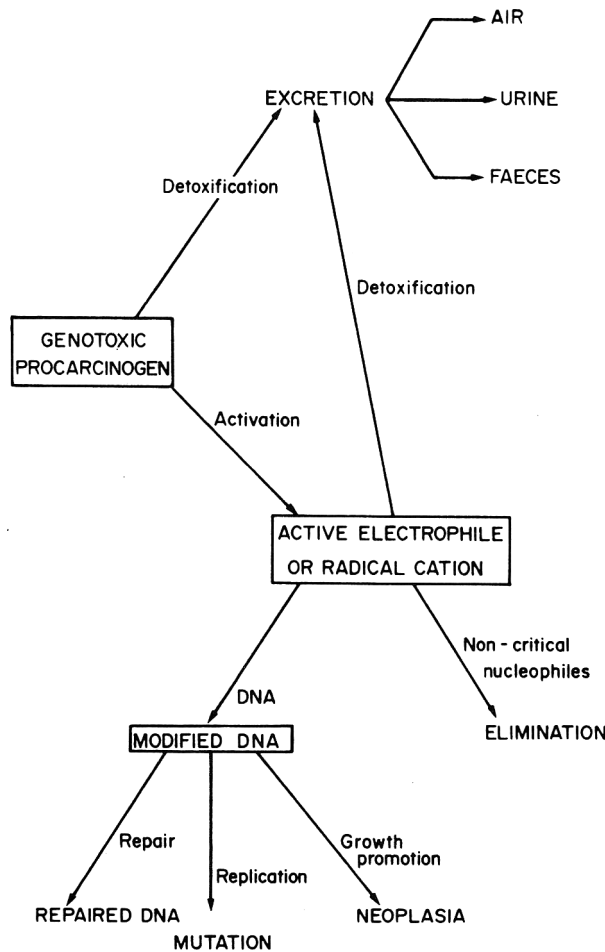 AIR
EXCRETION
URINE
FAECES
Detoxification
Detoxification
GENOTOXIC
PROCARCINOGEN
Activation
ACTIVE ELECTROPHILE
OR RADICAL CATION
Non-critical
nucleophiles
DNA
ELIMINATION
MODIFIED DNA
Repair
Growth
promotion
Replication
REPAIRED DNA
NEOPLASIA
MUTATION